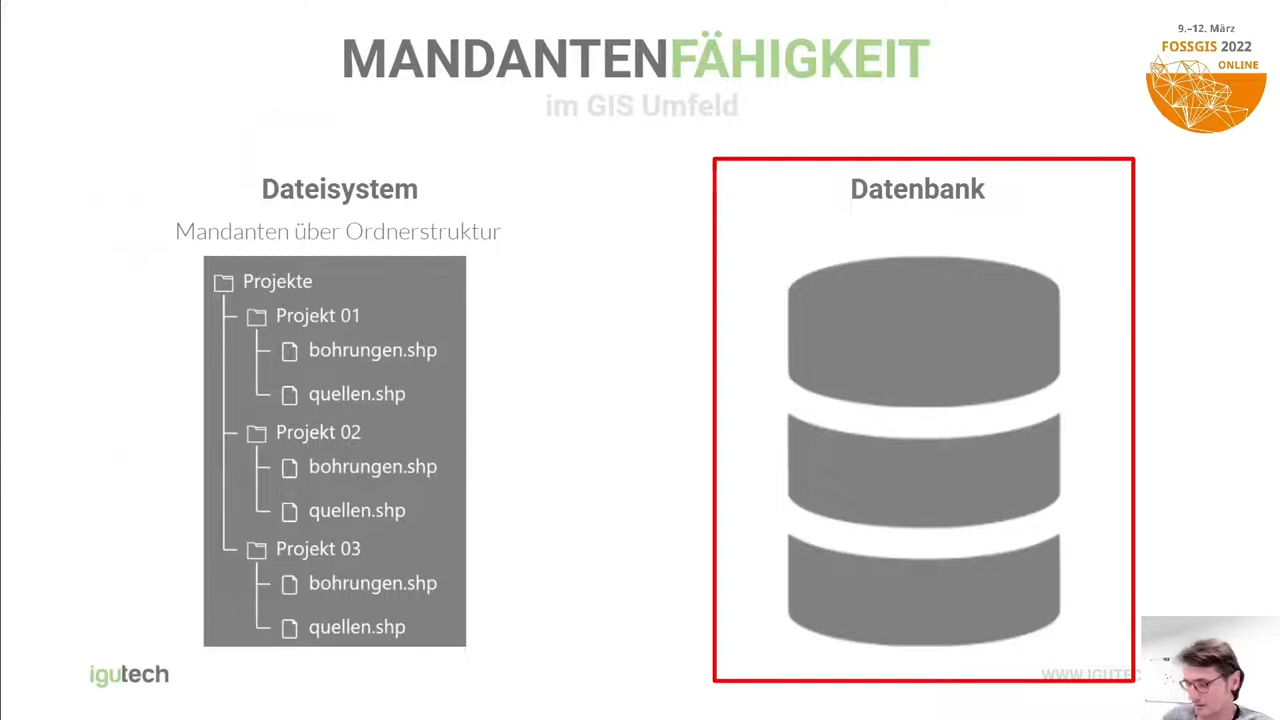 MANDANTENFÄHIGKEIT
im GIS Umfeld
9.–12. März
FOSSGIS 2022
ONLINE
Dateisystem
Mandanten über Ordnerstruktur
Projekte
Projekt 01
bohrungen.shp
quellen.shp
Projekt 02
bohrungen.shp
quellen.shp
Projekt 03
bohrungen.shp
quellen.shp
Datenbank
igutech